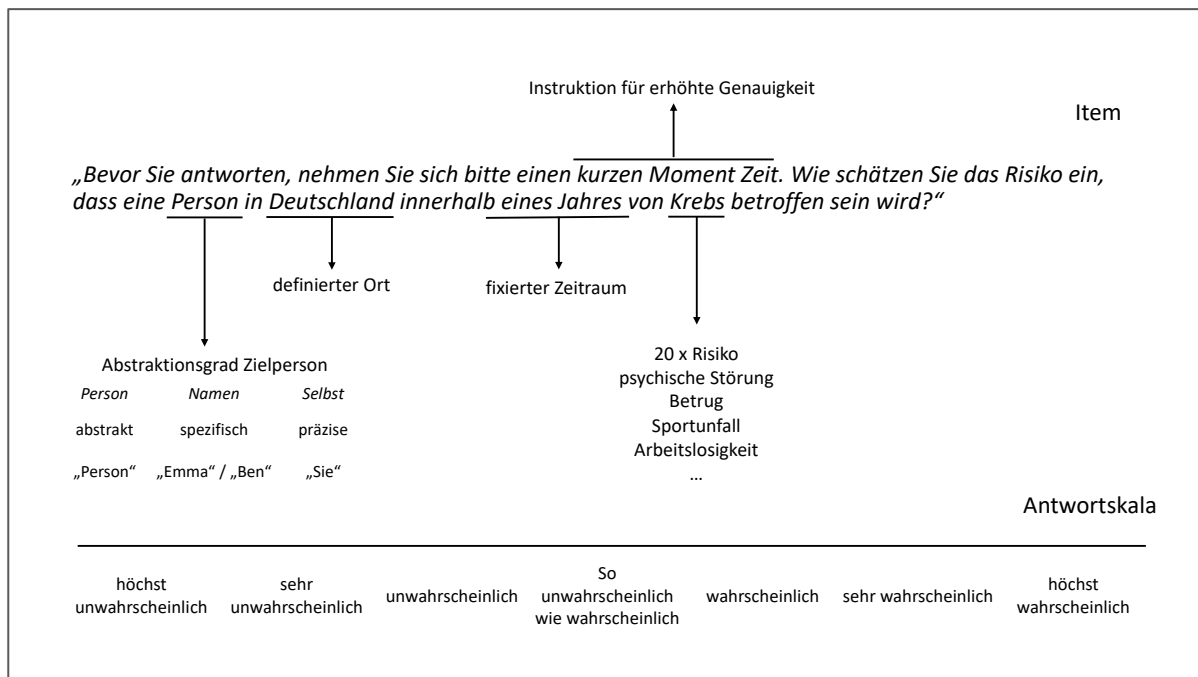 Instruktion für erhöhte Genauigkeit
Item
„Bevor Sie antworten, nehmen Sie sich bitte einen kurzen Moment Zeit. Wie schätzen Sie das Risiko ein,
dass eine Person in Deutschland innerhalb eines Jahres von Krebs betroffen sein wird?“
definierter Ort
fixierter Zeitraum
Abstraktionsgrad Zielperson
Person Namen Selbst
abstrakt spezifisch präzise
„Person“ „Emma“ / „Ben“ „Sie“
20 x Risiko
psychische Störung
Betrug
Sportunfall
Arbeitslosigkeit
...
Antwortskala
höchst
unwahrscheinlich
sehr
unwahrscheinlich
unwahrscheinlich
So
unwahrscheinlich
wie wahrscheinlich
wahrscheinlich
sehr wahrscheinlich
höchst
wahrscheinlich